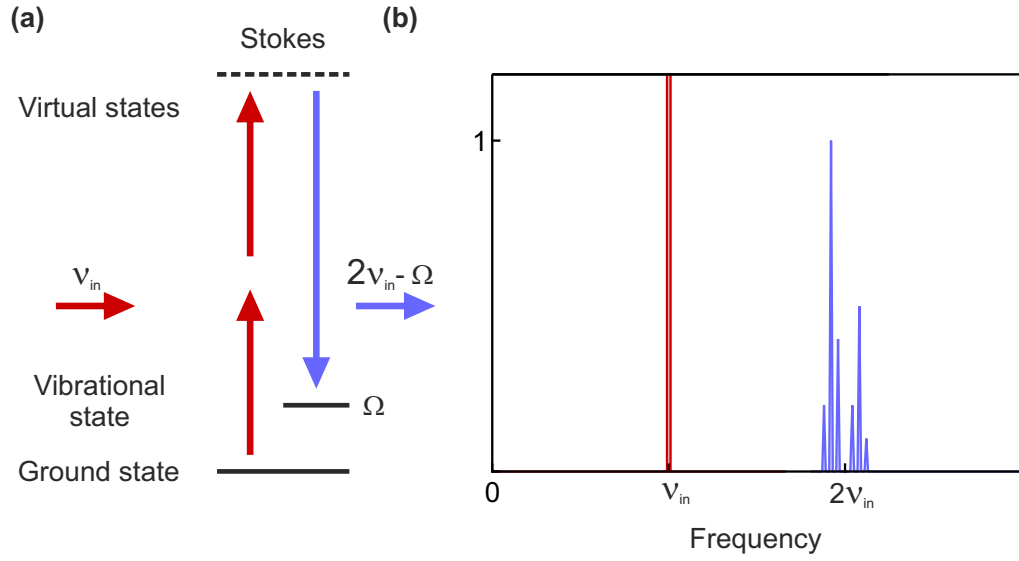 (a)
Stokes
Virtual states
ν_in
2ν_in - Ω
Vibrational
state
Ω
Ground state
(b)
1
0
ν_in
2ν_in
Frequency